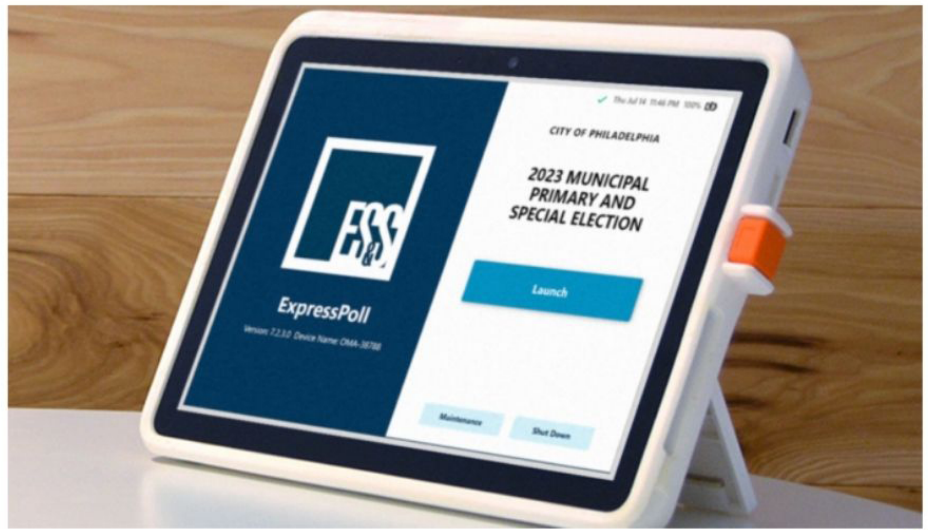 ES&S
ExpressPoll
Version: 7.2.3.0 Device Name: OMA-38788
Thu Jul 14 11:46 PM 100%
CITY OF PHILADELPHIA
2023 MUNICIPAL
PRIMARY AND
SPECIAL ELECTION
Launch
Maintenance
Shut Down